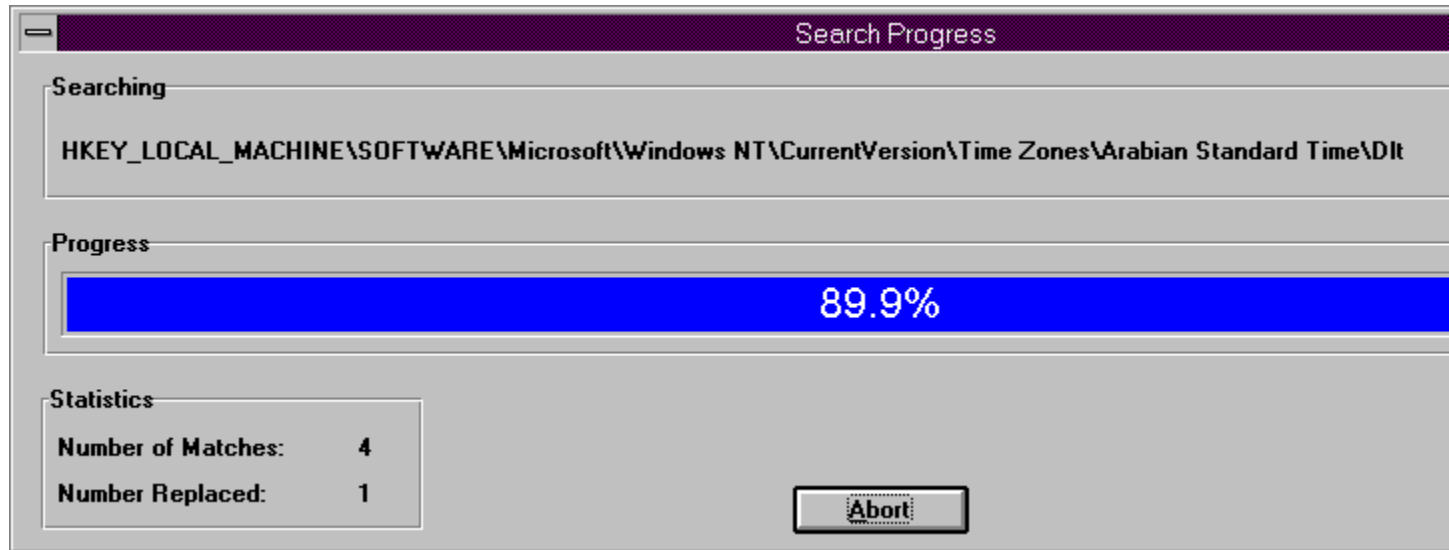 Search Progress
Searching
HKEY_LOCAL_MACHINE\SOFTWARE\Microsoft\Windows NT\CurrentVersion\Time Zones\Arabian Standard Time\Dlt
Progress
89.9%
Statistics
Number of Matches: 4
Number Replaced: 1
Abort